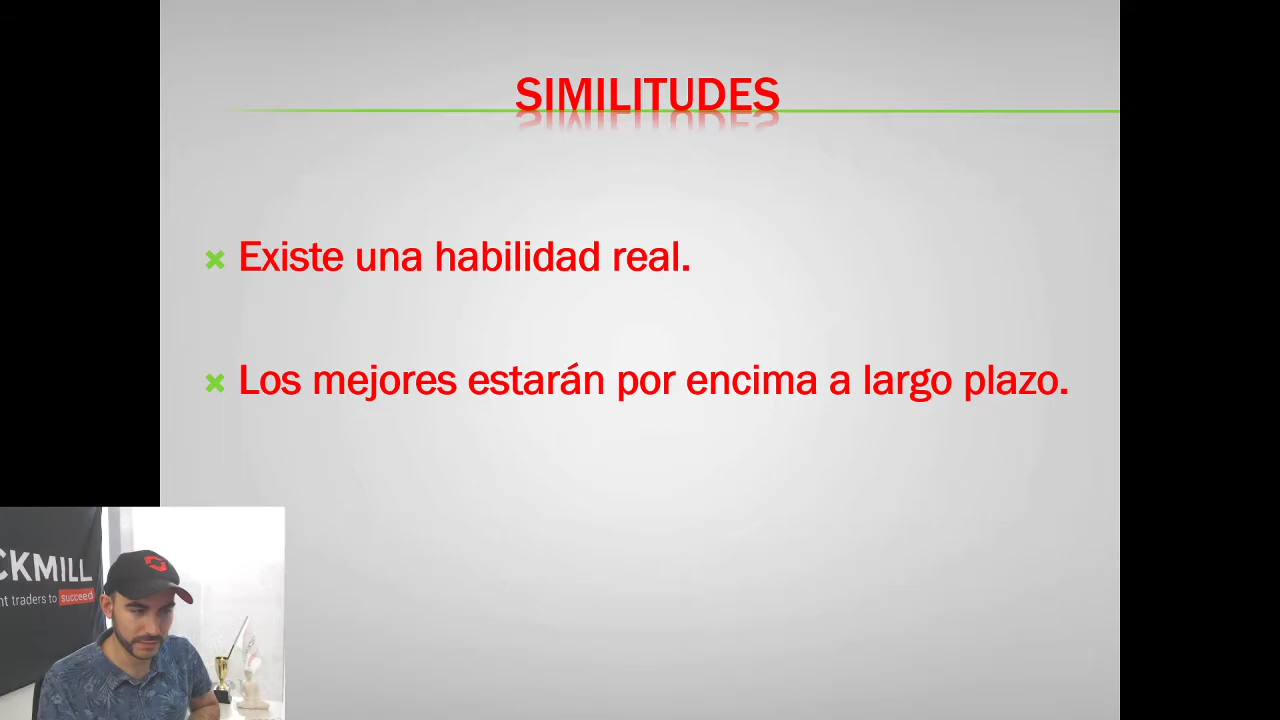 SIMILITUDES
Existe una habilidad real.
Los mejores estarán por encima a largo plazo.
CKMILL
nt traders to succeed